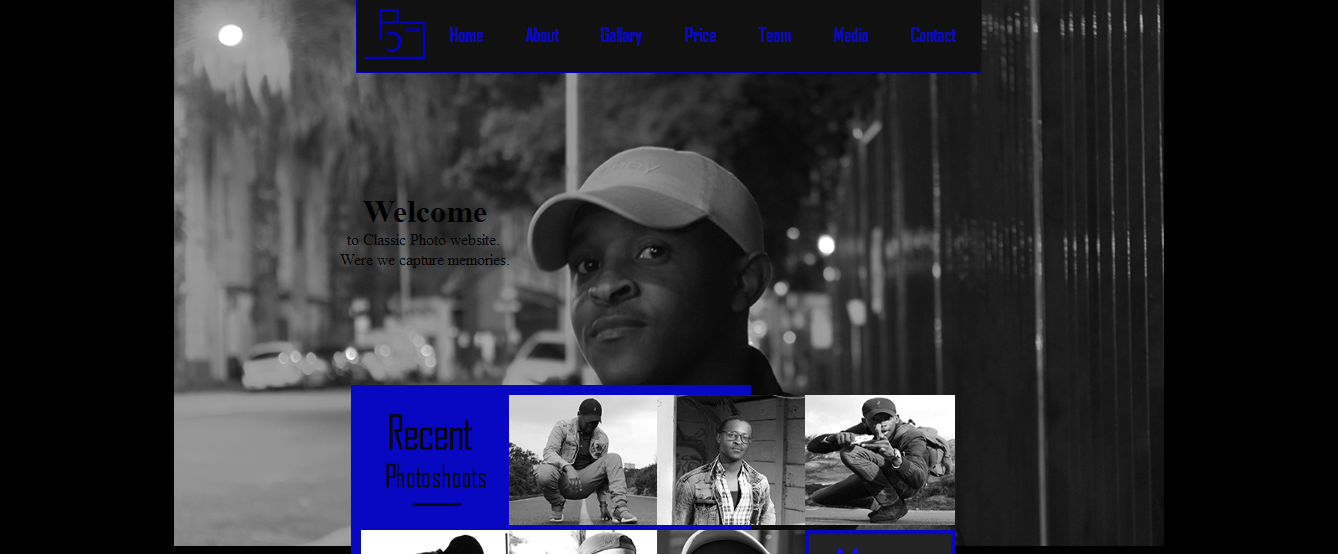 Home About Gallary Price Team Media Contact
Welcome
to Classic Photo website.
Were we capture memories.
Recent
Photoshoots